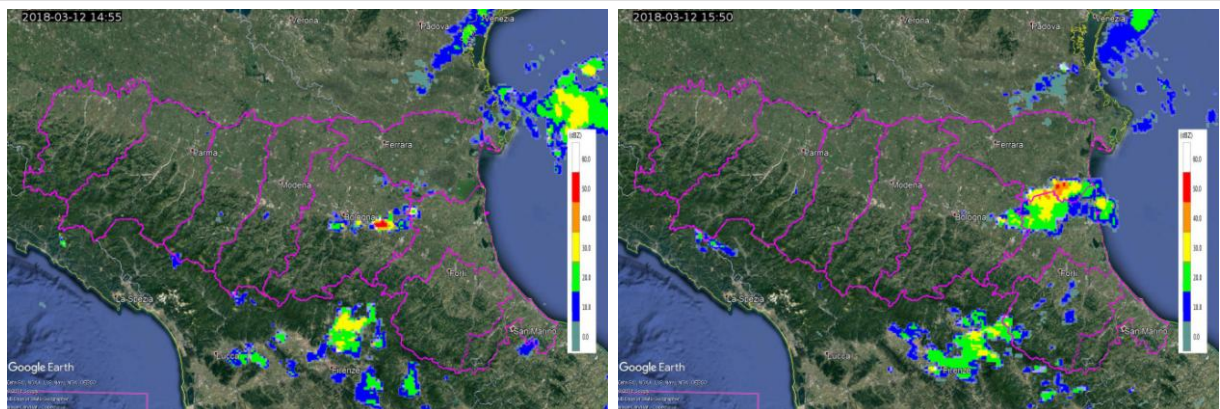 2018-03-12 14:55
Verona
Padova
Venezia
Parma
Ferrara
Modena
Bologna
La Spezia
Forlì
San Marino
Lucca
Firenze
(dBZ)
60.0
50.0
40.0
30.0
20.0
10.0
0.0
Google Earth
2018-03-12 15:50
Verona
Padova
Venezia
Parma
Ferrara
Modena
Bologna
La Spezia
Forlì
San Marino
Lucca
Firenze
(dBZ)
60.0
50.0
40.0
30.0
20.0
10.0
0.0
Google Earth